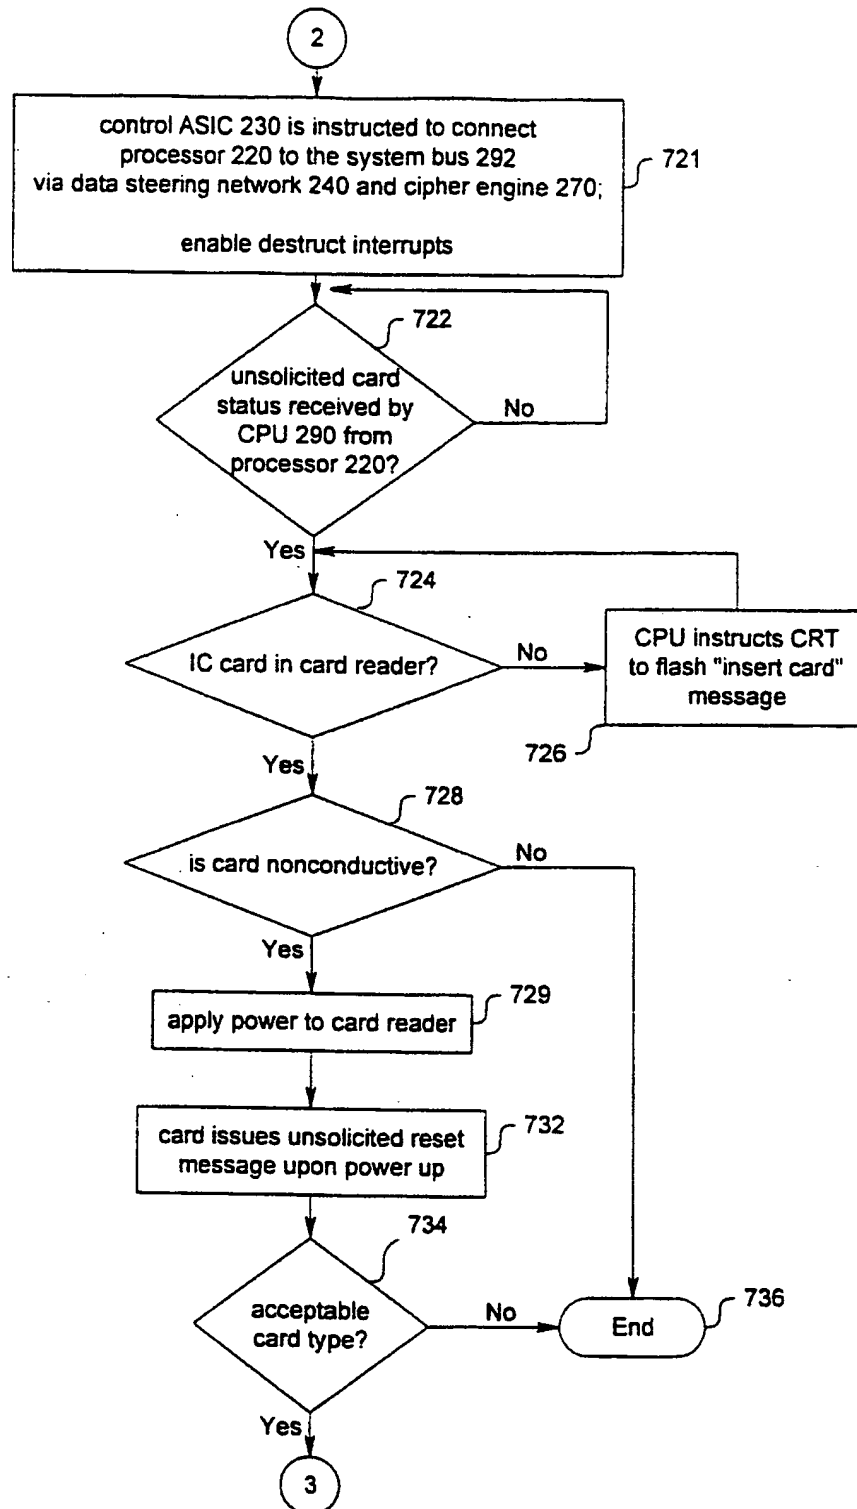 2
control ASIC 230 is instructed to connect
processor 220 to the system bus 292
via data steering network 240 and cipher engine 270;
enable destruct interrupts
721
722
unsolicited card
status received by
CPU 290 from
processor 220?
No
Yes
724
IC card in card reader?
No
CPU instructs CRT
to flash "insert card"
message
726
Yes
728
is card nonconductive?
No
Yes
apply power to card reader
729
card issues unsolicited reset
message upon power up
732
734
acceptable
card type?
No
End
736
Yes
3